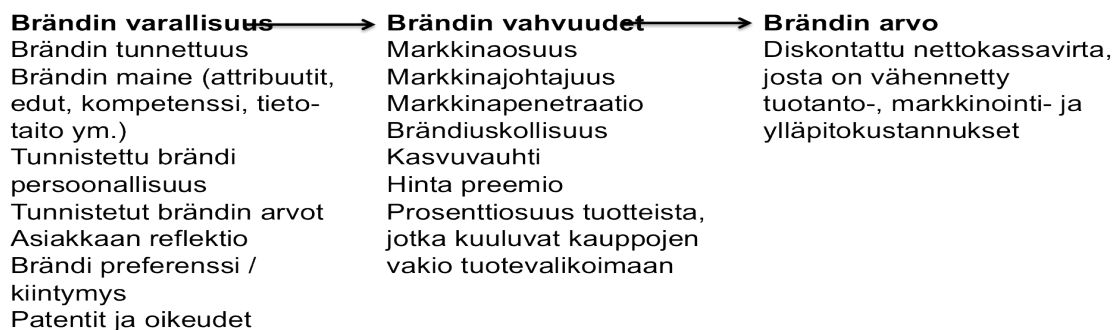 Brändin varallisuus
Brändin tunnettuus
Brändin maine (attribuutit,
edut, kompetenssi, tieto-
taito ym.)
Tunnistettu brändi
persoonallisuus
Tunnistetut brändin arvot
Asiakkaan reflektio
Brändi preferenssi /
kiintymys
Patentit ja oikeudet
Brändin vahvuudet
Markkinaosuus
Markkinajohtajuus
Markkinapenetraatio
Brändiuskollisuus
Kasvuvauhti
Hinta preemio
Prosenttiosuus tuotteista,
jotka kuuluvat kauppojen
vakio tuotevalikoimaan
Brändin arvo
Diskontattu nettokassavirta,
josta on vähennetty
tuotanto-, markkinointi- ja
ylläpitokustannukset